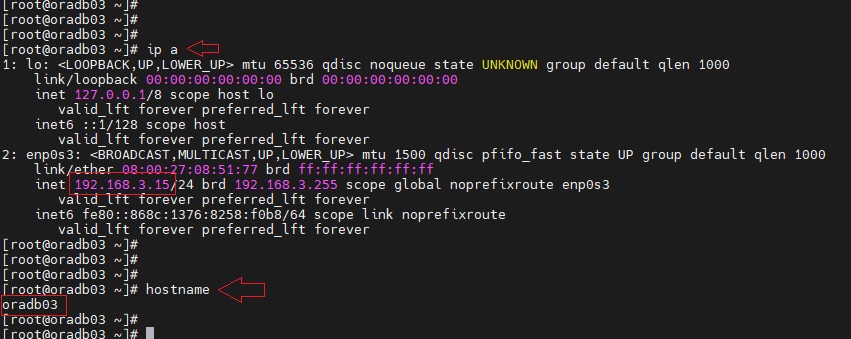 [root@oradb03 ~]#
[root@oradb03 ~]#
[root@oradb03 ~]#
[root@oradb03 ~]# ip a
1: lo: <LOOPBACK,UP,LOWER_UP> mtu 65536 qdisc noqueue state UNKNOWN group default qlen 1000
    link/loopback 00:00:00:00:00:00 brd 00:00:00:00:00:00
    inet 127.0.0.1/8 scope host lo
       valid_lft forever preferred_lft forever
    inet6 ::1/128 scope host
       valid_lft forever preferred_lft forever
2: enp0s3: <BROADCAST,MULTICAST,UP,LOWER_UP> mtu 1500 qdisc pfifo_fast state UP group default qlen 1000
    link/ether 08:00:27:08:51:77 brd ff:ff:ff:ff:ff:ff
    inet 192.168.3.15/24 brd 192.168.3.255 scope global noprefixroute enp0s3
       valid_lft forever preferred_lft forever
    inet6 fe80::868c:1376:8258:f0b8/64 scope link noprefixroute
       valid_lft forever preferred_lft forever
[root@oradb03 ~]#
[root@oradb03 ~]#
[root@oradb03 ~]#
[root@oradb03 ~]# hostname
oradb03
[root@oradb03 ~]#
[root@oradb03 ~]#